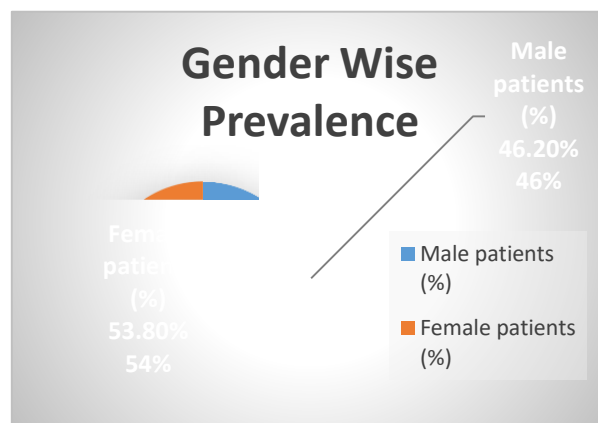 Gender Wise
Prevalence
Male
patients
(%)
46.20%
46%
(%)
53.80%
54%
Male patients
(%)
Female patients
(%)